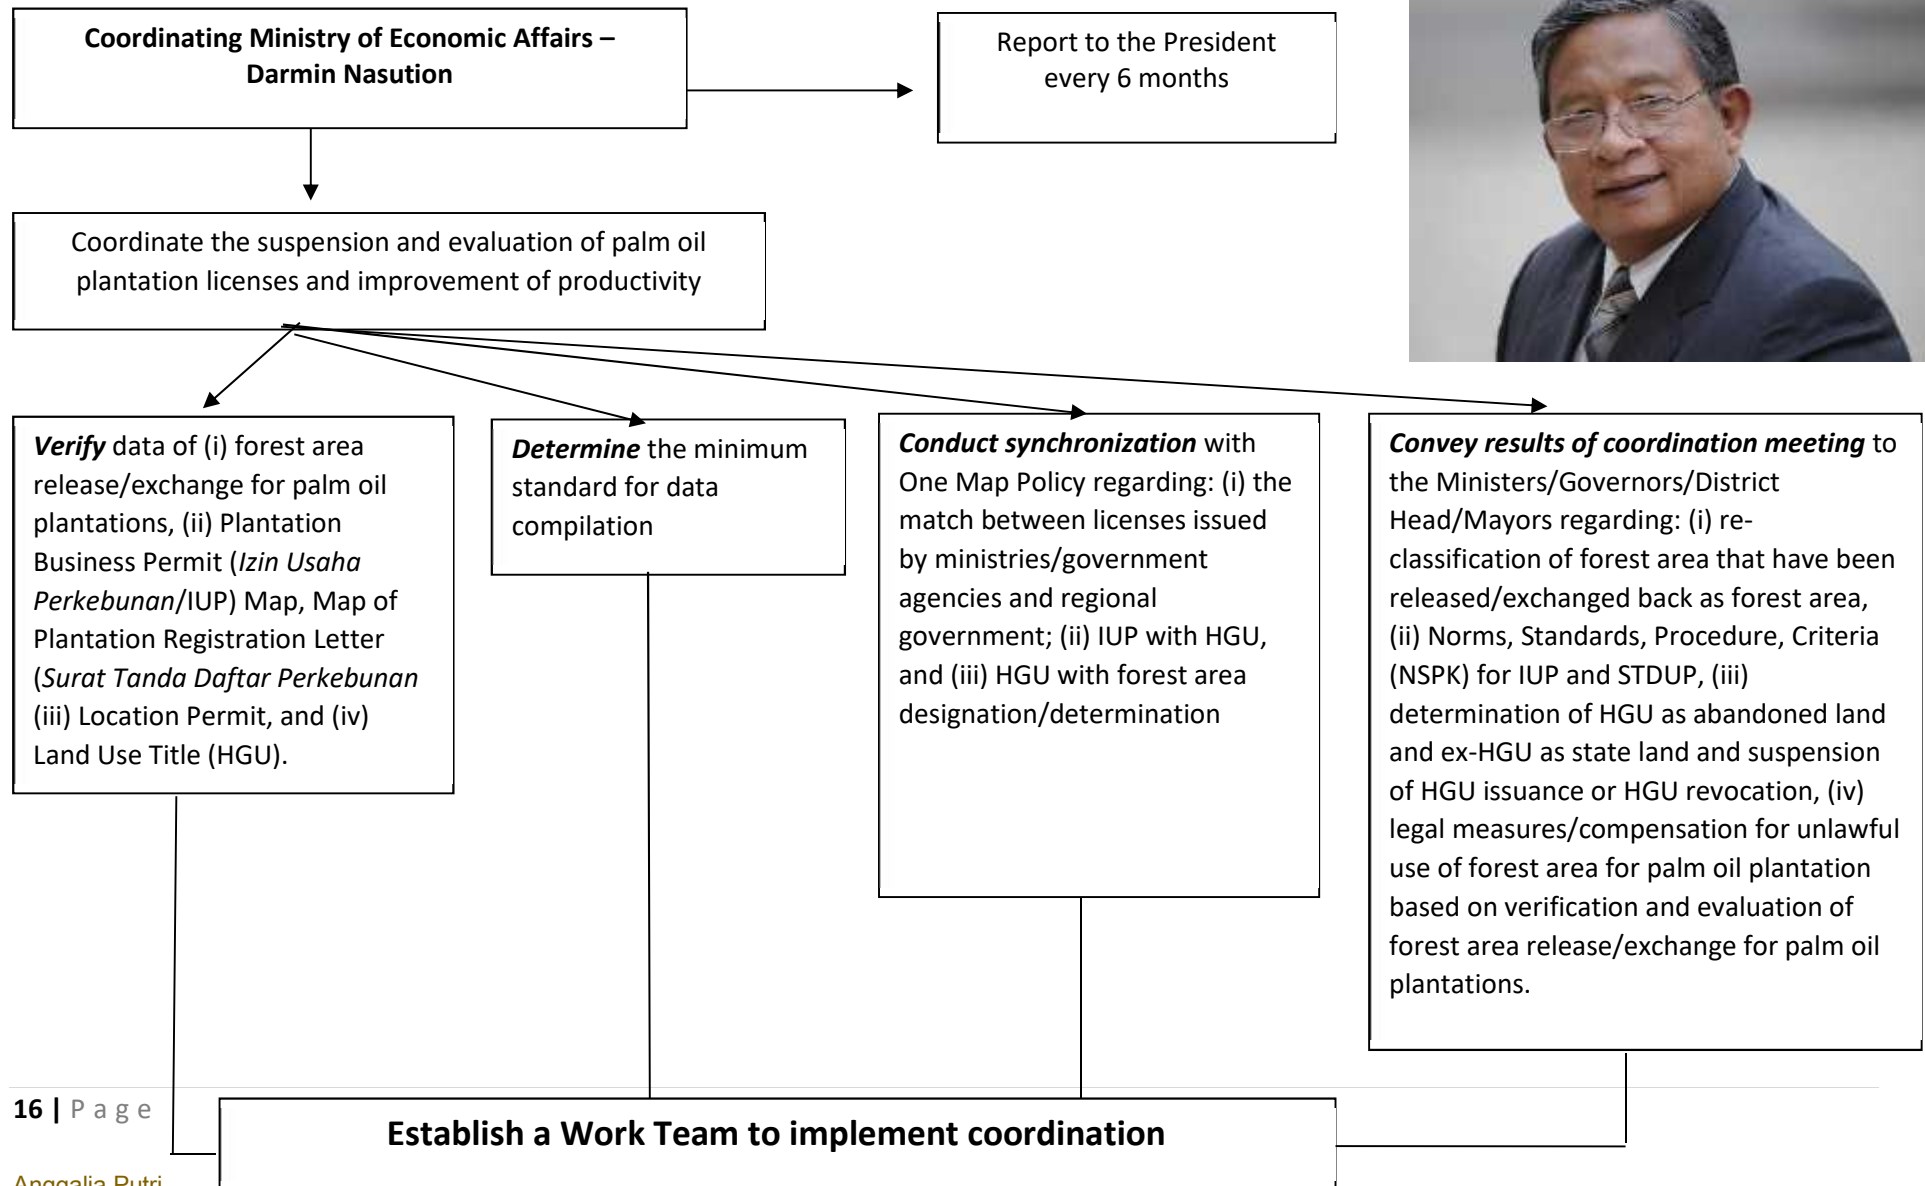 Coordinating Ministry of Economic Affairs –
Darmin Nasution
Report to the President
every 6 months
Coordinate the suspension and evaluation of palm oil
plantation licenses and improvement of productivity
Verify data of (i) forest area
release/exchange for palm oil
plantations, (ii) Plantation
Business Permit (Izin Usaha
Perkebunan/IUP) Map, Map of
Plantation Registration Letter
(Surat Tanda Daftar Perkebunan
(iii) Location Permit, and (iv)
Land Use Title (HGU).
Determine the minimum
standard for data
compilation
Conduct synchronization with
One Map Policy regarding: (i) the
match between licenses issued
by ministries/government
agencies and regional
government; (ii) IUP with HGU,
and (iii) HGU with forest area
designation/determination
Convey results of coordination meeting to
the Ministers/Governors/District
Head/Mayors regarding: (i) re-
classification of forest area that have been
released/exchanged back as forest area,
(ii) Norms, Standards, Procedure, Criteria
(NSPK) for IUP and STDUP, (iii)
determination of HGU as abandoned land
and ex-HGU as state land and suspension
of HGU issuance or HGU revocation, (iv)
legal measures/compensation for unlawful
use of forest area for palm oil plantation
based on verification and evaluation of
forest area release/exchange for palm oil
plantations.
16 | Page
Establish a Work Team to implement coordination
Anggalia Putri